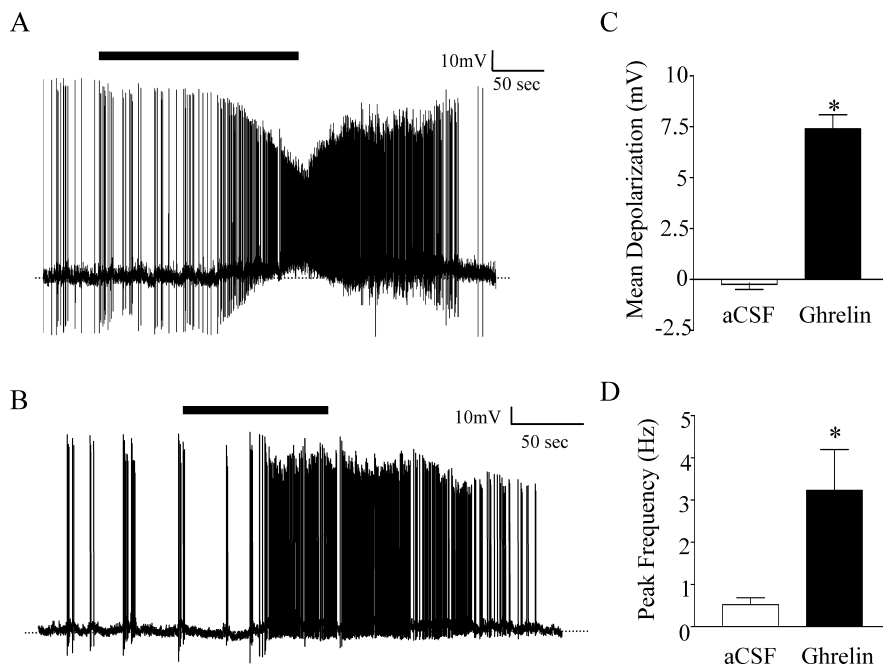 A
10mV
50 sec
B
10mV
50 sec
C
Mean Depolarization (mV)
10
7.5
5
2.5
0
-2.5
*
aCSF Ghrelin
D
Peak Frequency (Hz)
5
4
3
2
1
0
*
aCSF Ghrelin